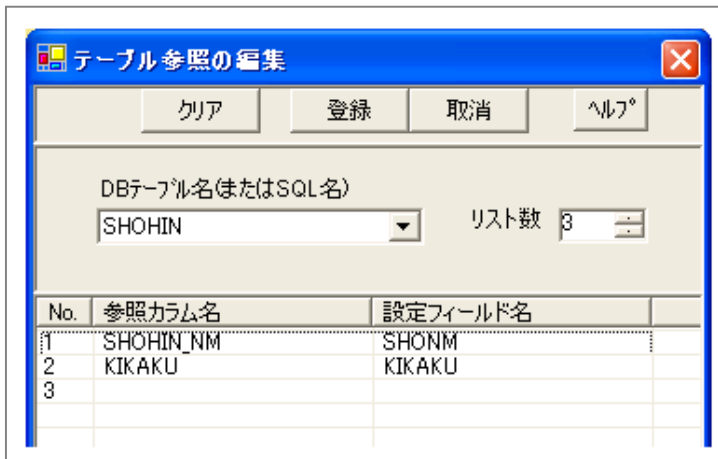 テーブル参照の編集
クリア 登録 取消 ﾍﾙﾌﾟ
DBﾃｰﾌﾞﾙ名(またはSQL名)
SHOHIN リスト数 3
No. 参照カラム名 設定フィールド名
1 SHOHIN_NM SHONM
2 KIKAKU KIKAKU
3